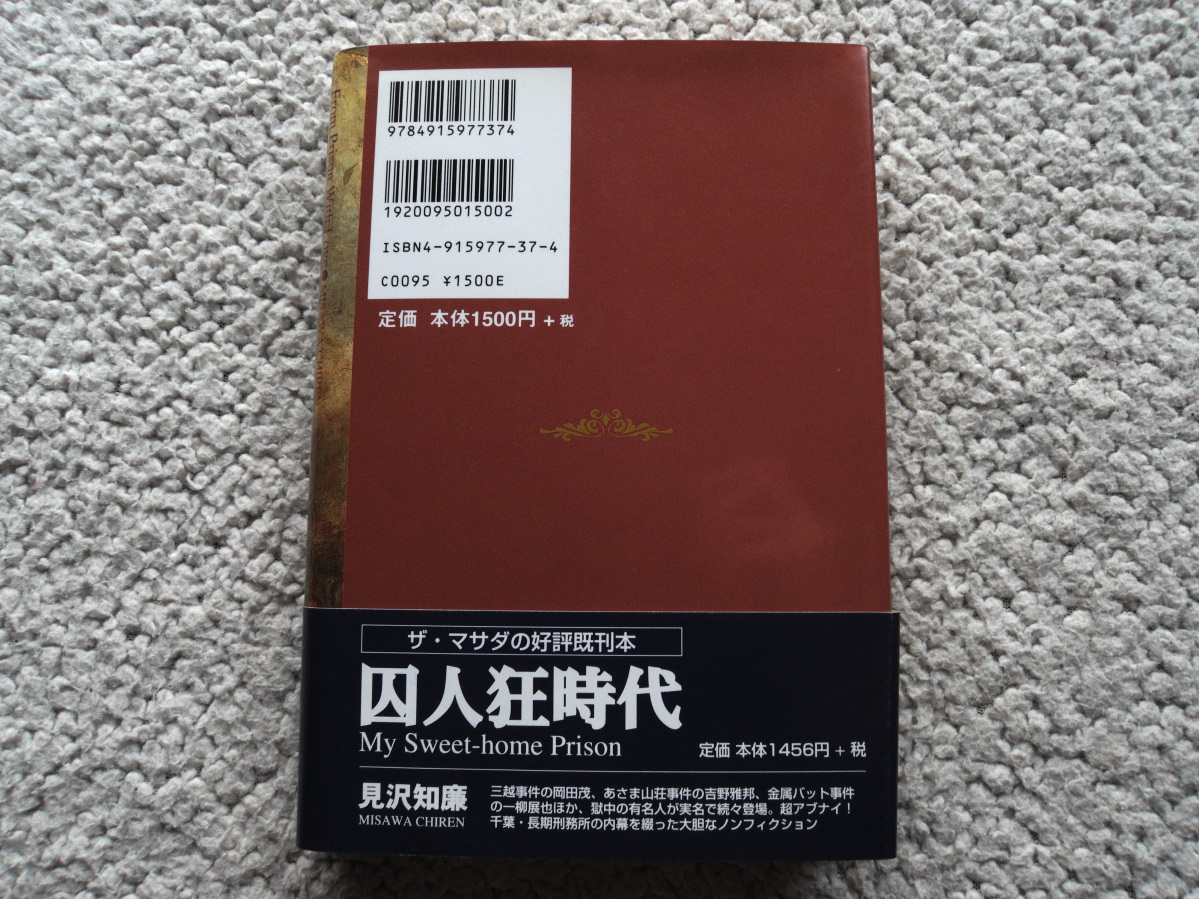 9784915977374
1920095015002
ISBN4-915977-37-4
C0095 ¥1500E
定価 本体1500円 + 税
ザ・マサダの好評既刊本
囚人狂時代
My Sweet-home Prison
定価 本体1456円 + 税
見沢知廉
MISAWA CHIREN
三越事件の岡田茂、あさま山荘事件の吉野雅邦、金属バット事件
の一柳展也ほか、獄中の有名人が実名で続々登場。超アブナイ！
千葉・長期刑務所の内幕を綴った大胆なノンフィクション